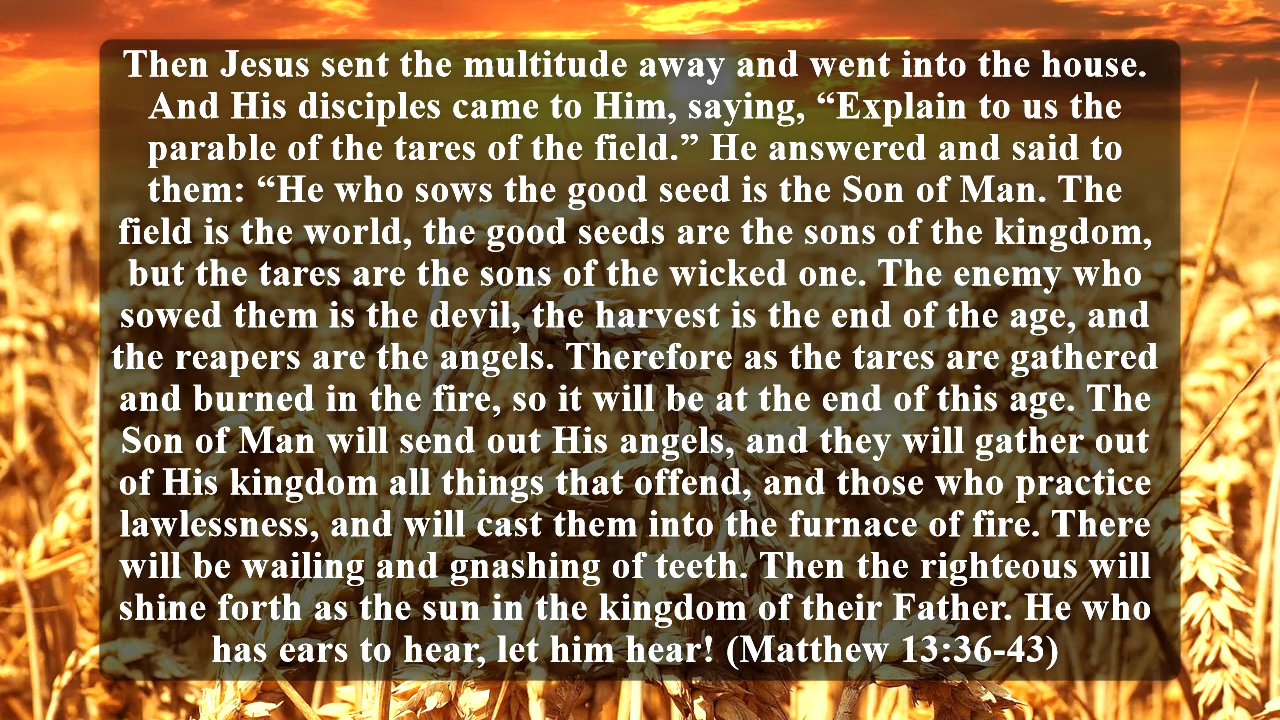 Then Jesus sent the multitude away and went into the house.
And His disciples came to Him, saying, “Explain to us the
parable of the tares of the field.” He answered and said to
them: “He who sows the good seed is the Son of Man. The
field is the world, the good seeds are the sons of the kingdom,
but the tares are the sons of the wicked one. The enemy who
sowed them is the devil, the harvest is the end of the age, and
the reapers are the angels. Therefore as the tares are gathered
and burned in the fire, so it will be at the end of this age. The
Son of Man will send out His angels, and they will gather out
of His kingdom all things that offend, and those who practice
lawlessness, and will cast them into the furnace of fire. There
will be wailing and gnashing of teeth. Then the righteous will
shine forth as the sun in the kingdom of their Father. He who
has ears to hear, let him hear! (Matthew 13:36-43)